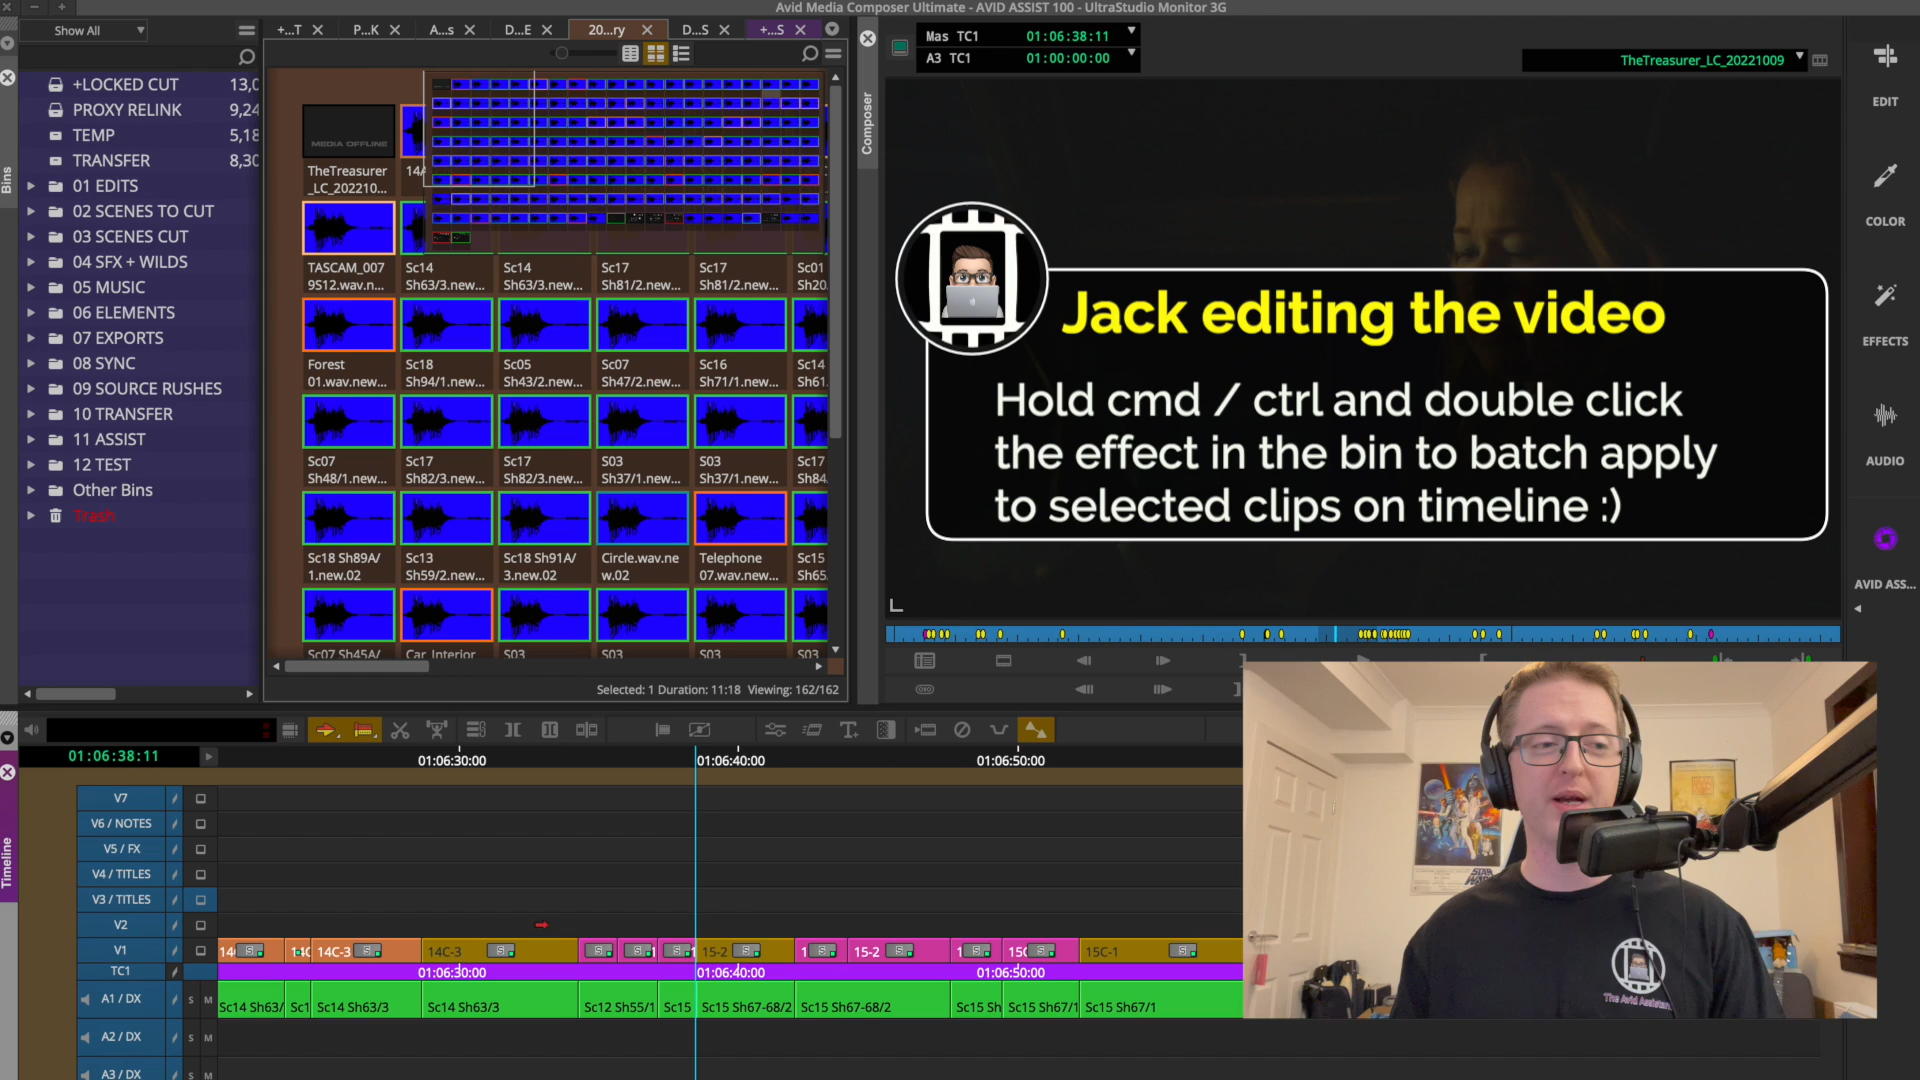 Avid Media Composer Ultimate - AVID ASSIST 100 - UltraStudio Monitor 3G
Show All
+...T
P...K
A...s
D...E
20...ry
D...S
+...S
Bins
+LOCKED CUT 13,0
PROXY RELINK 9,24
TEMP 5,18
TRANSFER 8,30
01 EDITS
02 SCENES TO CUT
03 SCENES CUT
04 SFX + WILDS
05 MUSIC
06 ELEMENTS
07 EXPORTS
08 SYNC
09 SOURCE RUSHES
10 TRANSFER
11 ASSIST
12 TEST
Other Bins
Trash
MEDIA OFFLINE
TheTreasurer
_LC_202210...
14A
TASCAM_007
9S12.wav.n...
Sc14
Sh63/3.new...
Sc14
Sh63/3.new...
Sc17
Sh81/2.new...
Sc17
Sh81/2.new...
Sc01
Sh20
Forest
01.wav.new...
Sc18
Sh94/1.new...
Sc05
Sh43/2.new...
Sc07
Sh47/2.new...
Sc16
Sh71/1.new...
Sc14
Sh61
Sc07
Sh48/1.new...
Sc17
Sh82/3.new...
Sc17
Sh82/3.new...
S03
Sh37/1.new...
S03
Sh37/1.new...
Sc17
Sh84
Sc18 Sh89A/
1.new.02
Sc13
Sh59/2.new...
Sc18 Sh91A/
3.new.02
Circle.wav.ne
w.02
Telephone
07.wav.new...
Sc15
Sh65
Sc07 Sh45A/
Car Interior
S03
S03
S03
S03
Selected: 1 Duration: 11:18 Viewing: 162/162
Composer
Mas TC1 01:06:38:11
A3 TC1 01:00:00:00
TheTreasurer_LC_20221009
Jack editing the video
Hold cmd / ctrl and double click
the effect in the bin to batch apply
to selected clips on timeline :)
EDIT
COLOR
EFFECTS
AUDIO
AVID ASS...
Timeline
01:06:38:11
01:06:30:00
01:06:40:00
01:06:50:00
V7
V6 / NOTES
V5 / FX
V4 / TITLES
V3 / TITLES
V2
V1
14C-3
14C-3
15-2
15-2
15C-1
TC1
01:06:30:00
01:06:40:00
01:06:50:00
A1 / DX
S M
Sc14 Sh63/
Sc1
Sc14 Sh63/3
Sc14 Sh63/3
Sc12 Sh55/1
Sc15
Sc15 Sh67-68/2
Sc15 Sh67-68/2
Sc15 Sh
Sc15 Sh67/1
Sc15 Sh67/1
A2 / DX
S M
A3 / DX
S M
STAR
WARS
The Avid Assistant